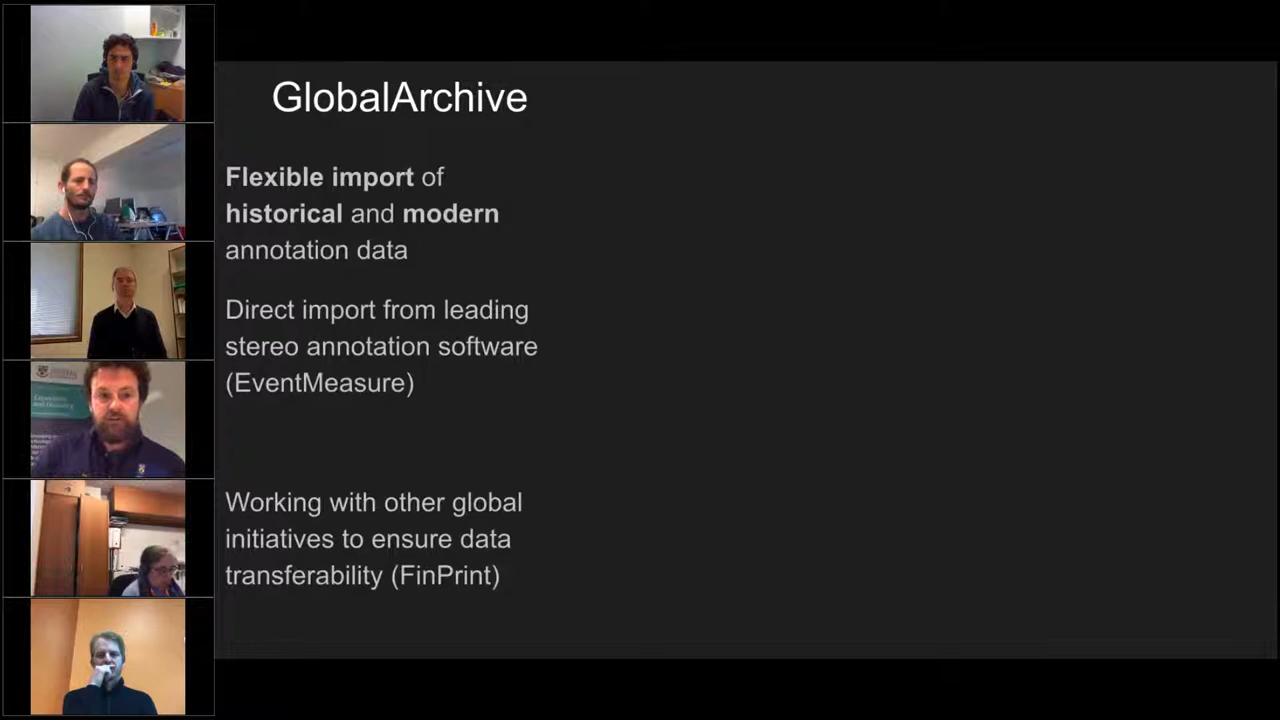 GlobalArchive
Flexible import of
historical and modern
annotation data
Direct import from leading
stereo annotation software
(EventMeasure)
Working with other global
initiatives to ensure data
transferability (FinPrint)